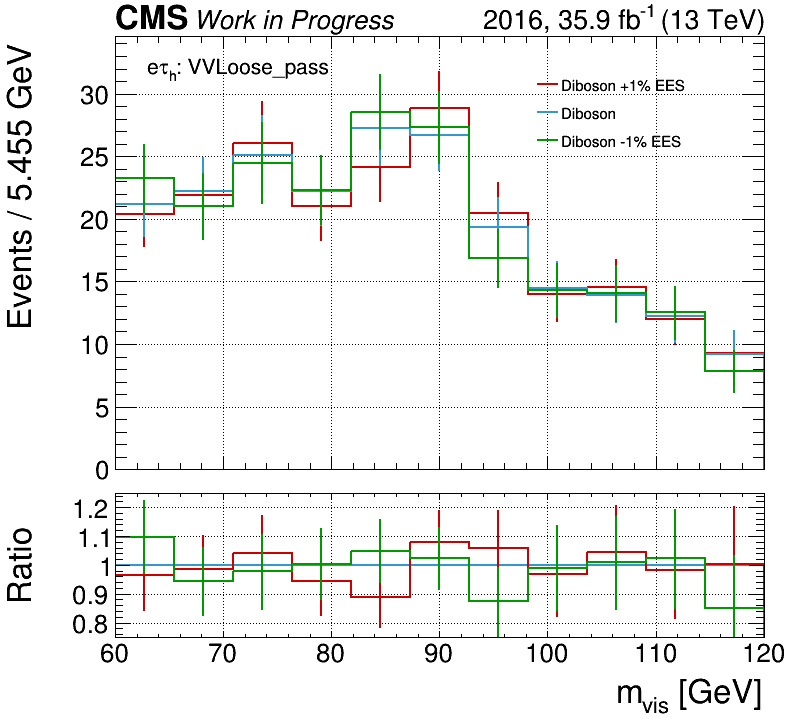 CMS Work in Progress 2016, 35.9 fb⁻¹ (13 TeV)
eτh: VVLoose_pass
Diboson +1% EES
Diboson
Diboson -1% EES
Events / 5.455 GeV
30
25
20
15
10
5
0
Ratio
1.2
1.1
1
0.9
0.8
60 70 80 90 100 110 120
mvis [GeV]